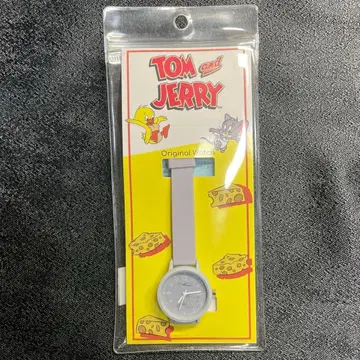 TOM and
JERRY
Original Watch